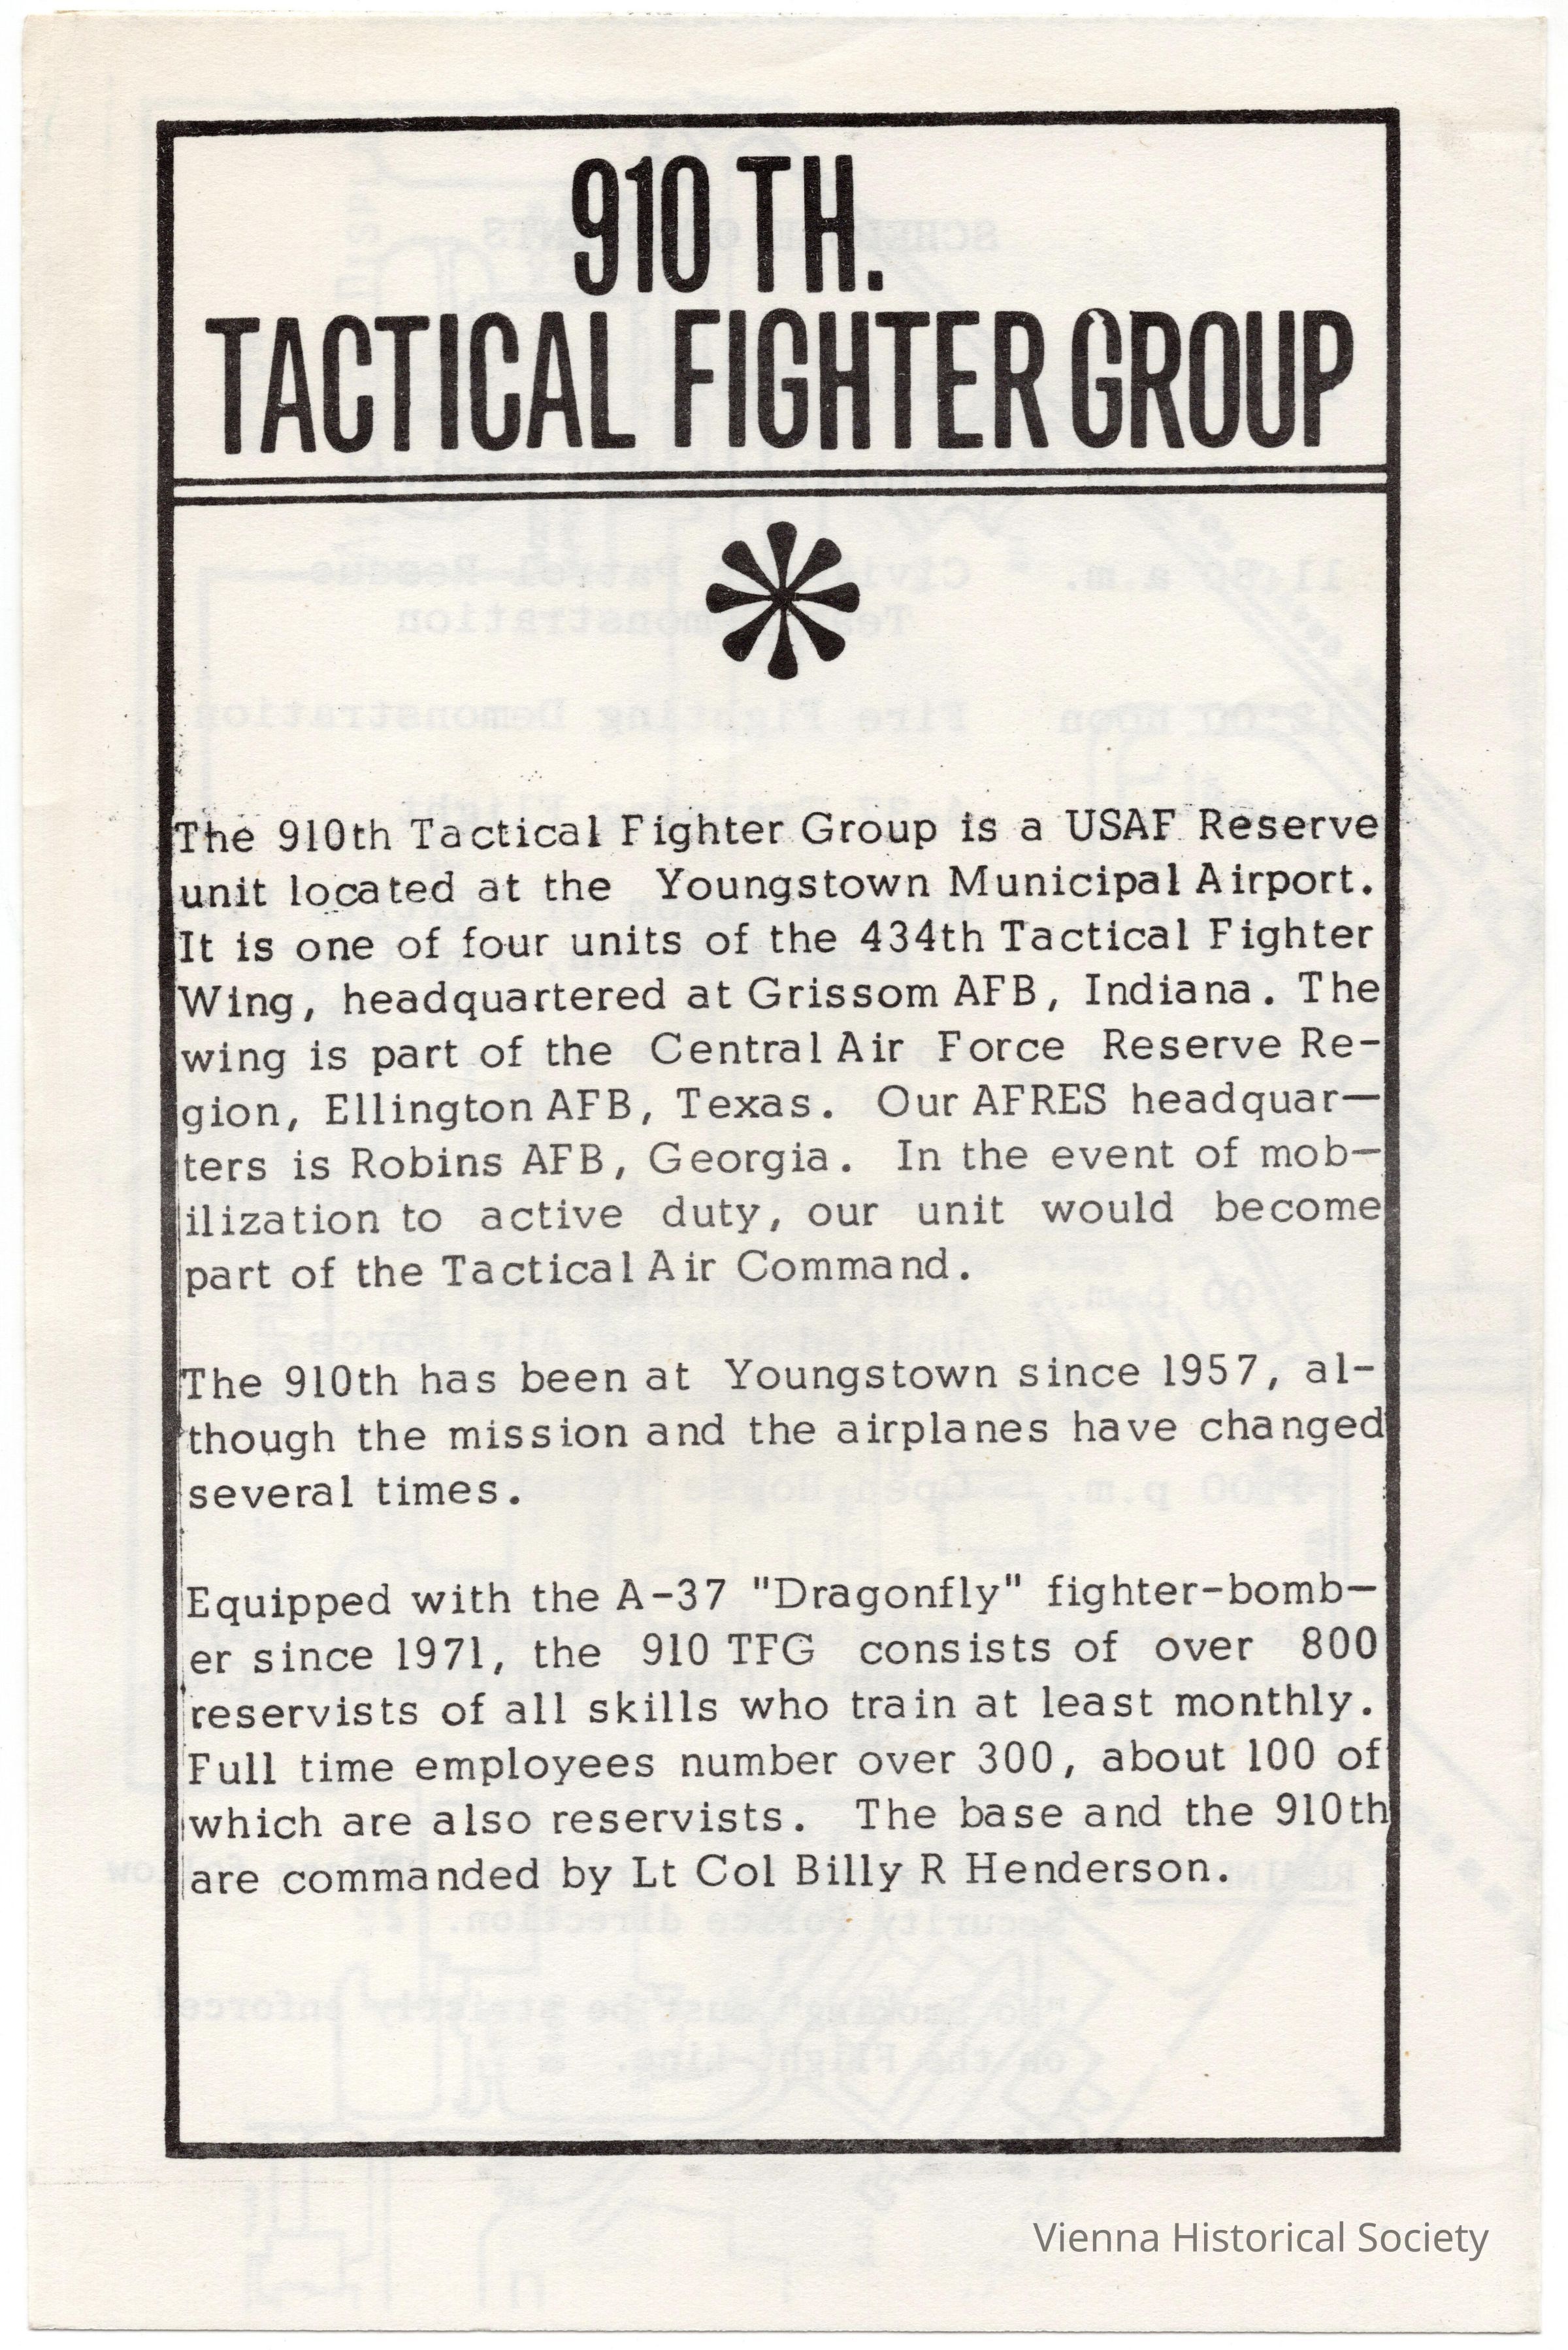 910 TH.
TACTICAL FIGHTER GROUP
The 910th Tactical Fighter Group is a USAF Reserve
unit located at the Youngstown Municipal Airport.
It is one of four units of the 434th Tactical Fighter
Wing, headquartered at Grissom AFB, Indiana. The
wing is part of the Central Air Force Reserve Re-
gion, Ellington AFB, Texas. Our AFRES headquar-
ters is Robins AFB, Georgia. In the event of mob-
ilization to active duty, our unit would become
part of the Tactical Air Command.
The 910th has been at Youngstown since 1957, al-
though the mission and the airplanes have changed
several times.
Equipped with the A-37 "Dragonfly" fighter-bomb-
er since 1971, the 910 TFG consists of over 800
reservists of all skills who train at least monthly.
Full time employees number over 300, about 100 of
which are also reservists. The base and the 910th
are commanded by Lt Col Billy R Henderson.
Vienna Historical Society